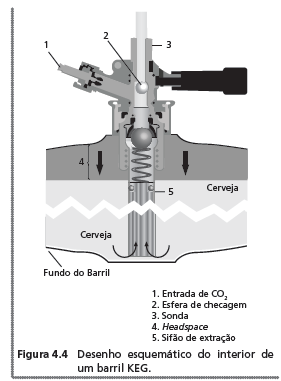 1
2
3
4
5
Cerveja
Cerveja
Fundo do Barril
1. Entrada de CO₂
2. Esfera de checagem
3. Sonda
4. Headspace
5. Sifão de extração
Figura 4.4 Desenho esquemático do interior de
um barril KEG.